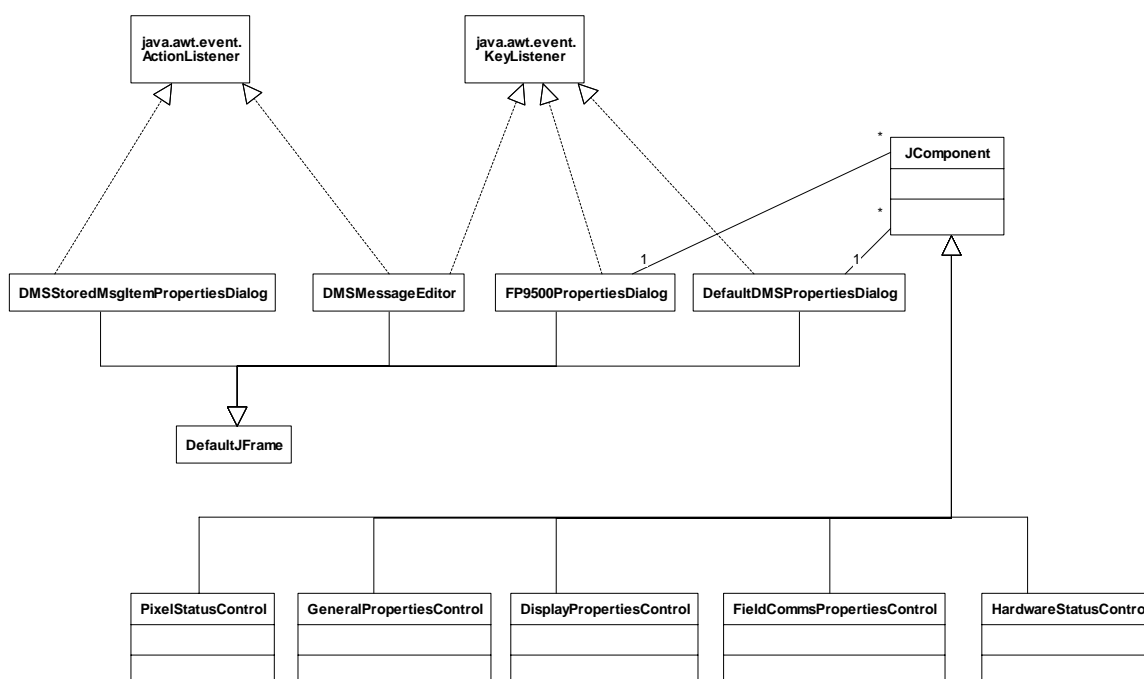 java.awt.event.
ActionListener
java.awt.event.
KeyListener
*
JComponent
*
1
1
DMSStoredMsgItemPropertiesDialog
DMSMessageEditor
FP9500PropertiesDialog
DefaultDMSPropertiesDialog
DefaultJFrame
PixelStatusControl
GeneralPropertiesControl
DisplayPropertiesControl
FieldCommsPropertiesControl
HardwareStatusControl